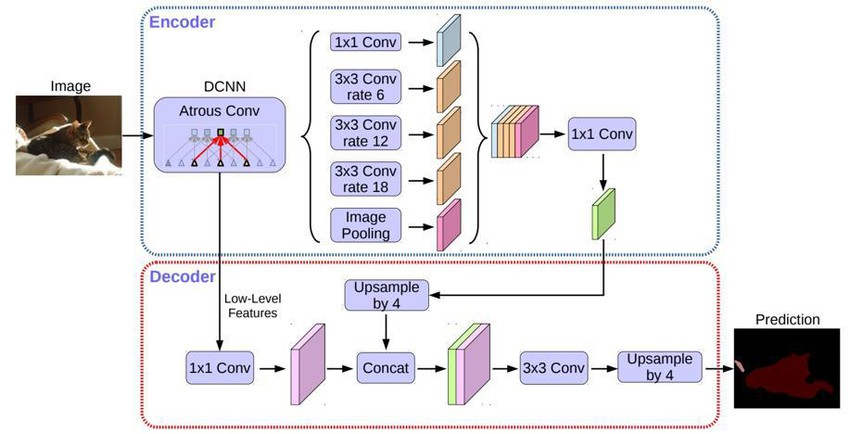 Encoder
Image
DCNN
Atrous Conv
1x1 Conv
3x3 Conv
rate 6
3x3 Conv
rate 12
3x3 Conv
rate 18
Image
Pooling
1x1 Conv
Decoder
Low-Level
Features
Upsample
by 4
1x1 Conv
Concat
3x3 Conv
Upsample
by 4
Prediction